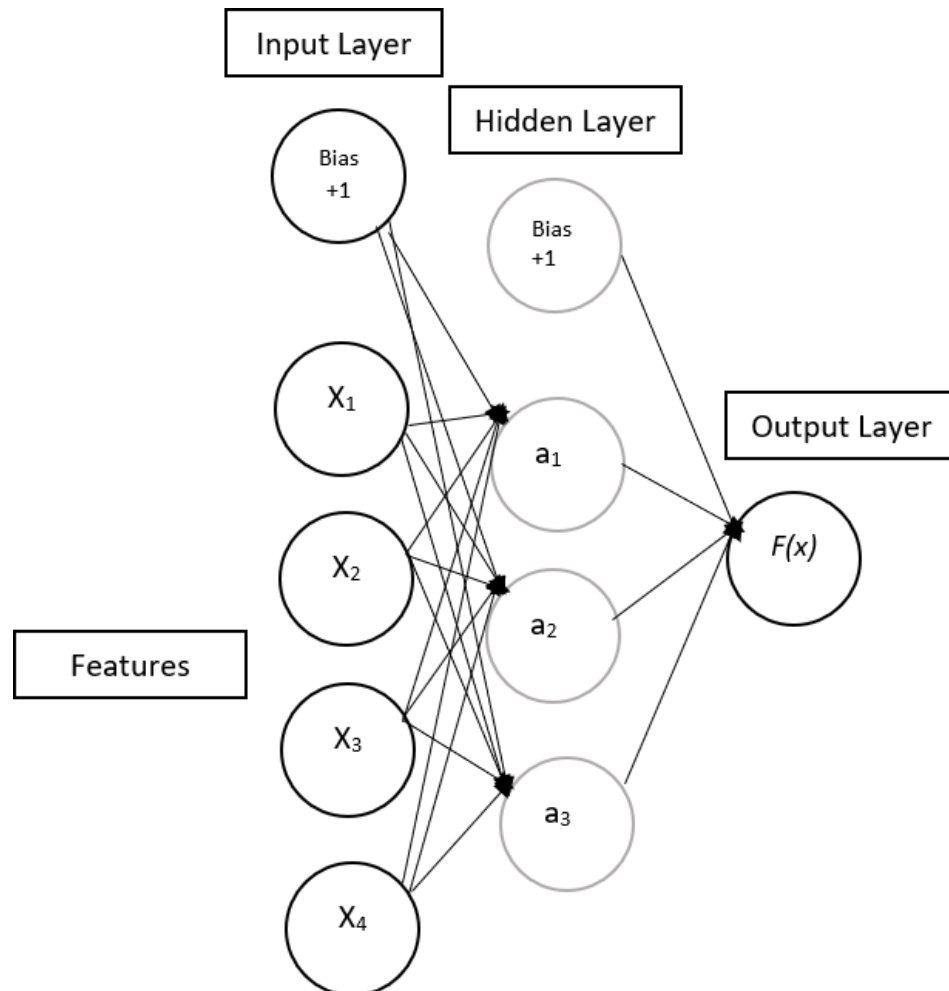 Input Layer
Hidden Layer
Bias
+1
Bias
+1
X₁
Output Layer
a₁
F(x)
X₂
a₂
Features
X₃
a₃
X₄